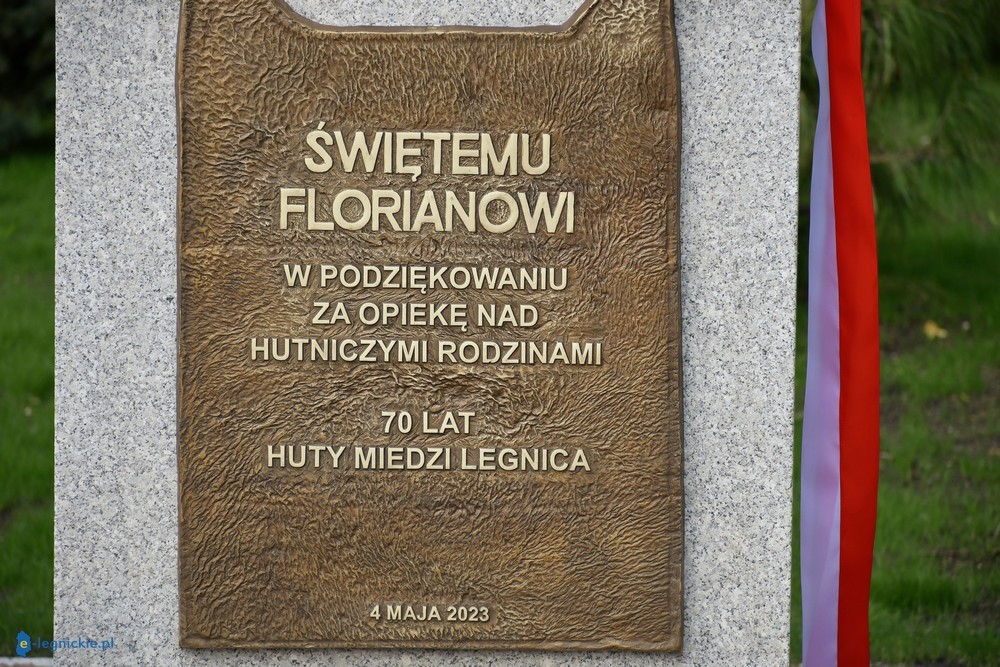 ŚWIĘTEMU
FLORIANOWI
W PODZIĘKOWANIU
ZA OPIEKĘ NAD
HUTNICZYMI RODZINAMI
70 LAT
HUTY MIEDZI LEGNICA
4 MAJA 2023
e-legnickie.pl